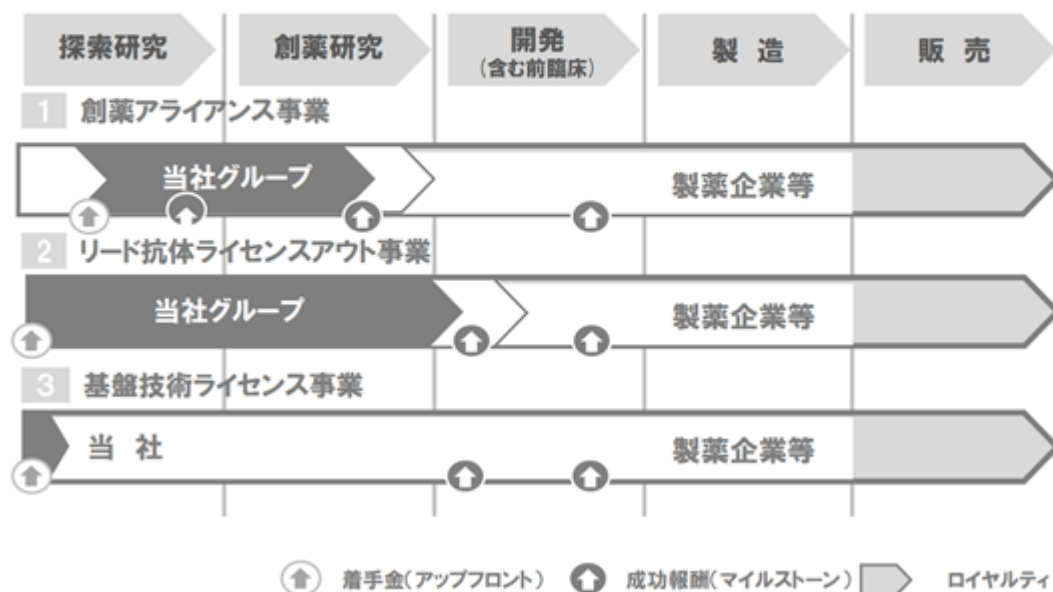 探索研究
創薬研究
開発
(含む前臨床)
製 造
販 売
1 創薬アライアンス事業
当社グループ
製薬企業等
2 リード抗体ライセンスアウト事業
当社グループ
製薬企業等
3 基盤技術ライセンス事業
当 社
製薬企業等
着手金(アップフロント)
成功報酬(マイルストーン)
ロイヤルティ